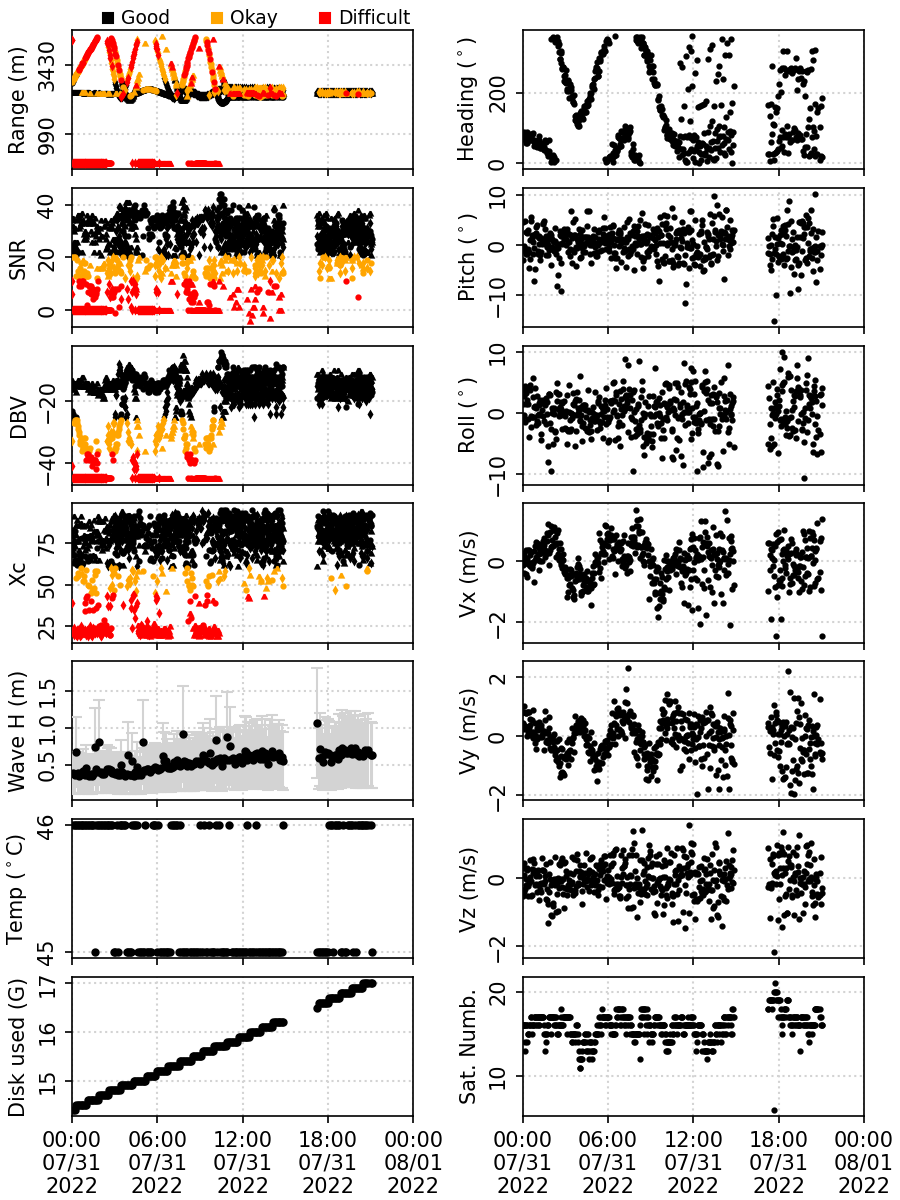 Good Okay Difficult
Range (m)
3430
990
SNR
40
20
0
DBV
−20
−40
Xc
75
50
25
Wave H (m)
1.5
1.0
0.5
Temp (°C)
46
45
Disk used (G)
17
16
15
00:00 06:00 12:00 18:00 00:00
07/31 07/31 07/31 07/31 08/01
2022 2022 2022 2022 2022
Heading (°)
200
0
Pitch (°)
10
0
−10
Roll (°)
10
0
−10
Vx (m/s)
0
−2
Vy (m/s)
2
0
−2
Vz (m/s)
0
−2
Sat. Numb.
20
10
00:00 06:00 12:00 18:00 00:00
07/31 07/31 07/31 07/31 08/01
2022 2022 2022 2022 2022